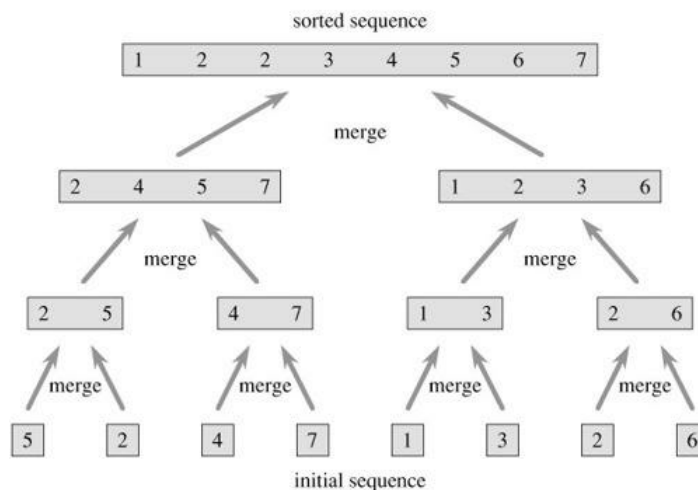 sorted sequence
1 2 2 3 4 5 6 7
merge
2 4 5 7 1 2 3 6
merge merge
2 5 4 7 1 3 2 6
merge merge merge merge
5 2 4 7 1 3 2 6
initial sequence